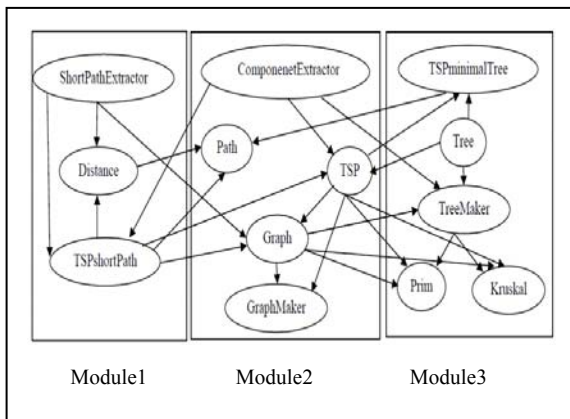 ShortPathExtractor
ComponenetExtractor
TSPminimalTree
Path
Tree
Distance
TSP
TreeMaker
Graph
TSPshortPath
Prim
Kruskal
GraphMaker
Module1
Module2
Module3